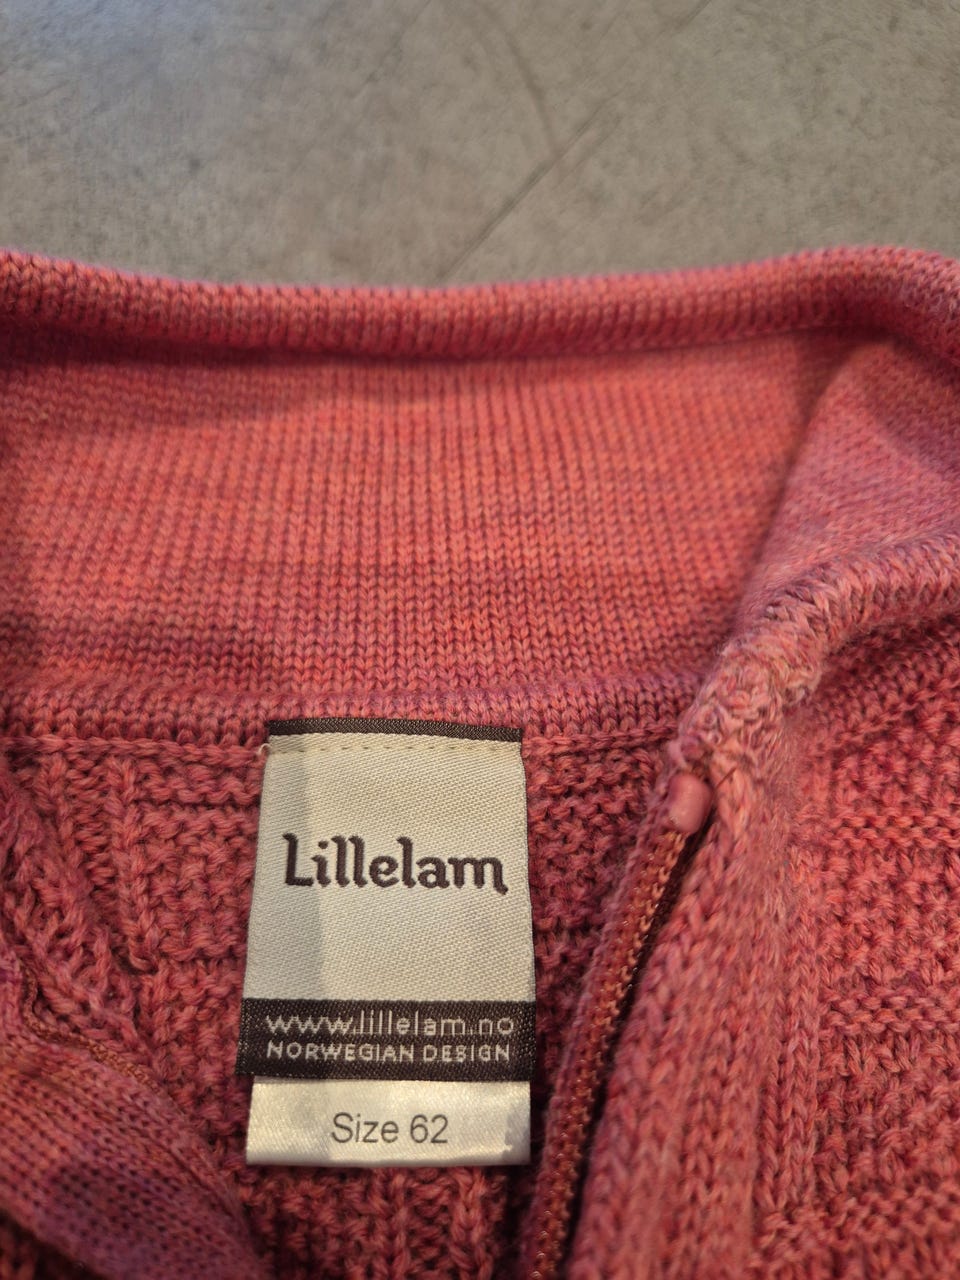 Lillelam
www.lillelam.no
NORWEGIAN DESIGN
Size 62